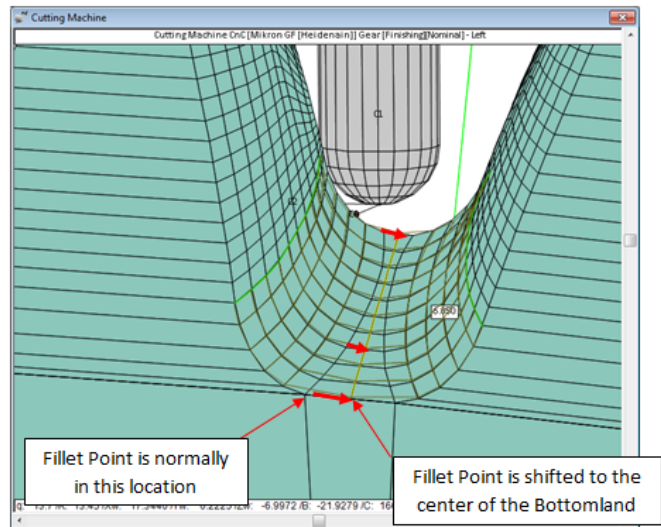 Cutting Machine
Cutting Machine CnC [Mikron GF [Heidenain]] Gear [Finishing][Nominal] - Left
C1
6.650
Fillet Point is normally
in this location
Fillet Point is shifted to the
center of the Bottomland
-6.9972 /B: -21.9279 /C: